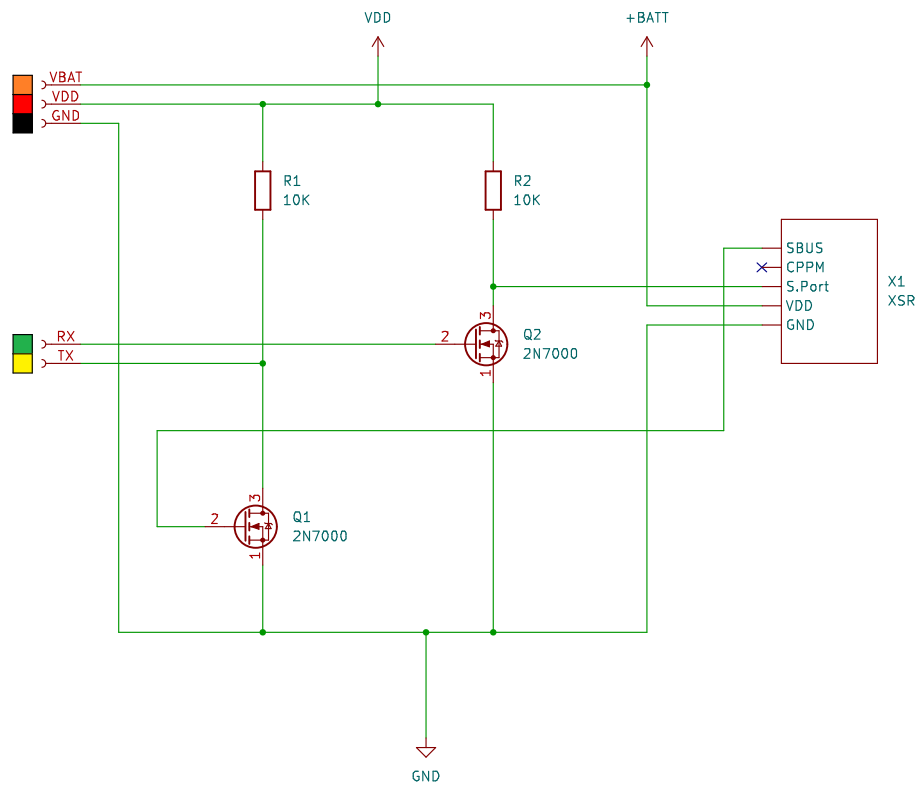 VDD
+BATT
VBAT
VDD
GND
R1
10K
R2
10K
SBUS
CPPM
S.Port
VDD
GND
X1
XSR
RX
TX
2
3
1
Q2
2N7000
2
3
1
Q1
2N7000
GND